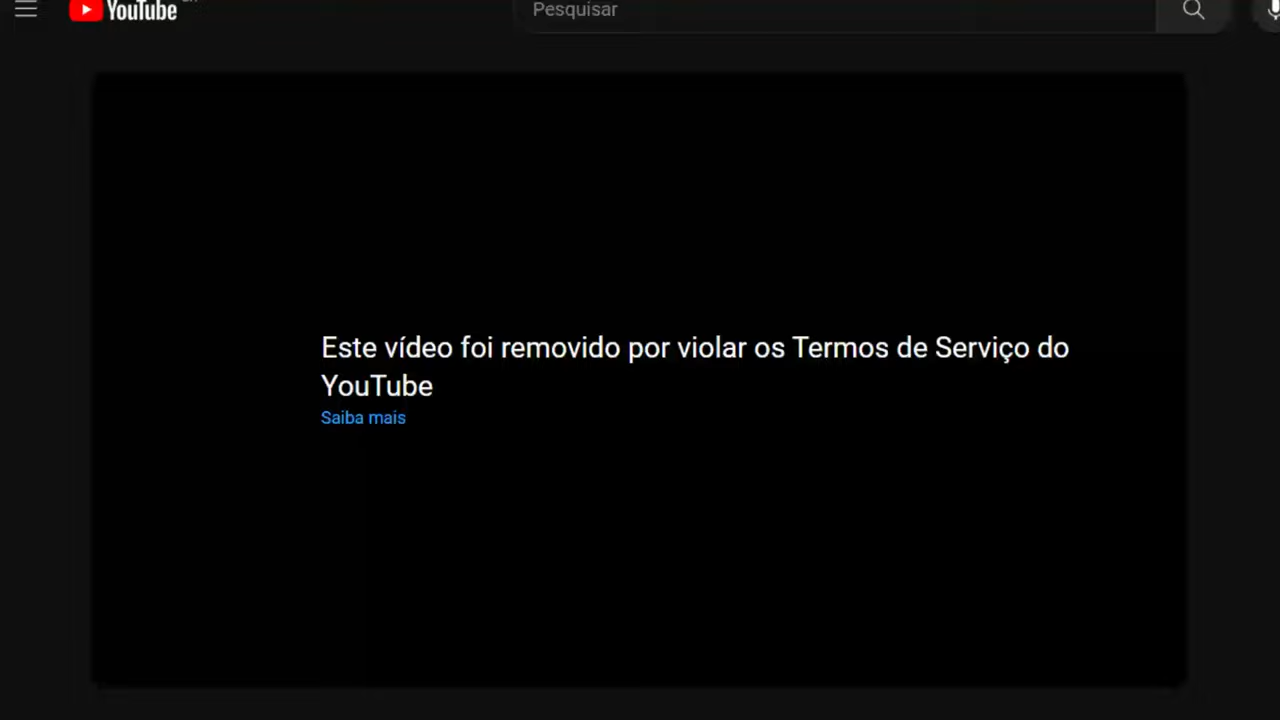 YouTube
Pesquisar
Este vídeo foi removido por violar os Termos de Serviço do
YouTube
Saiba mais